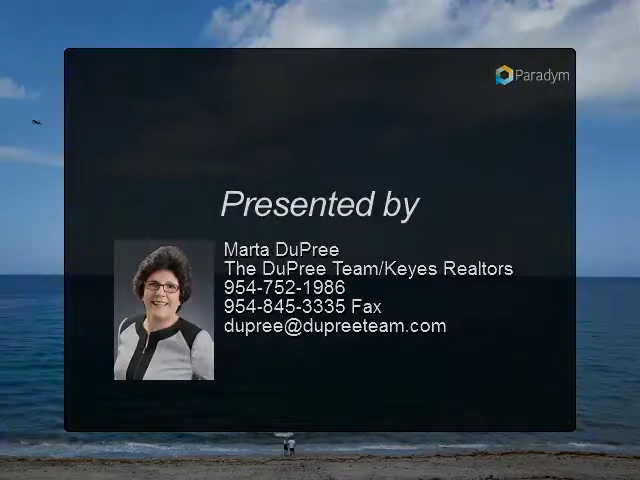 Paradym
Presented by
Marta DuPree
The DuPree Team/Keyes Realtors
954-752-1986
954-845-3335 Fax
dupree@dupreeteam.com